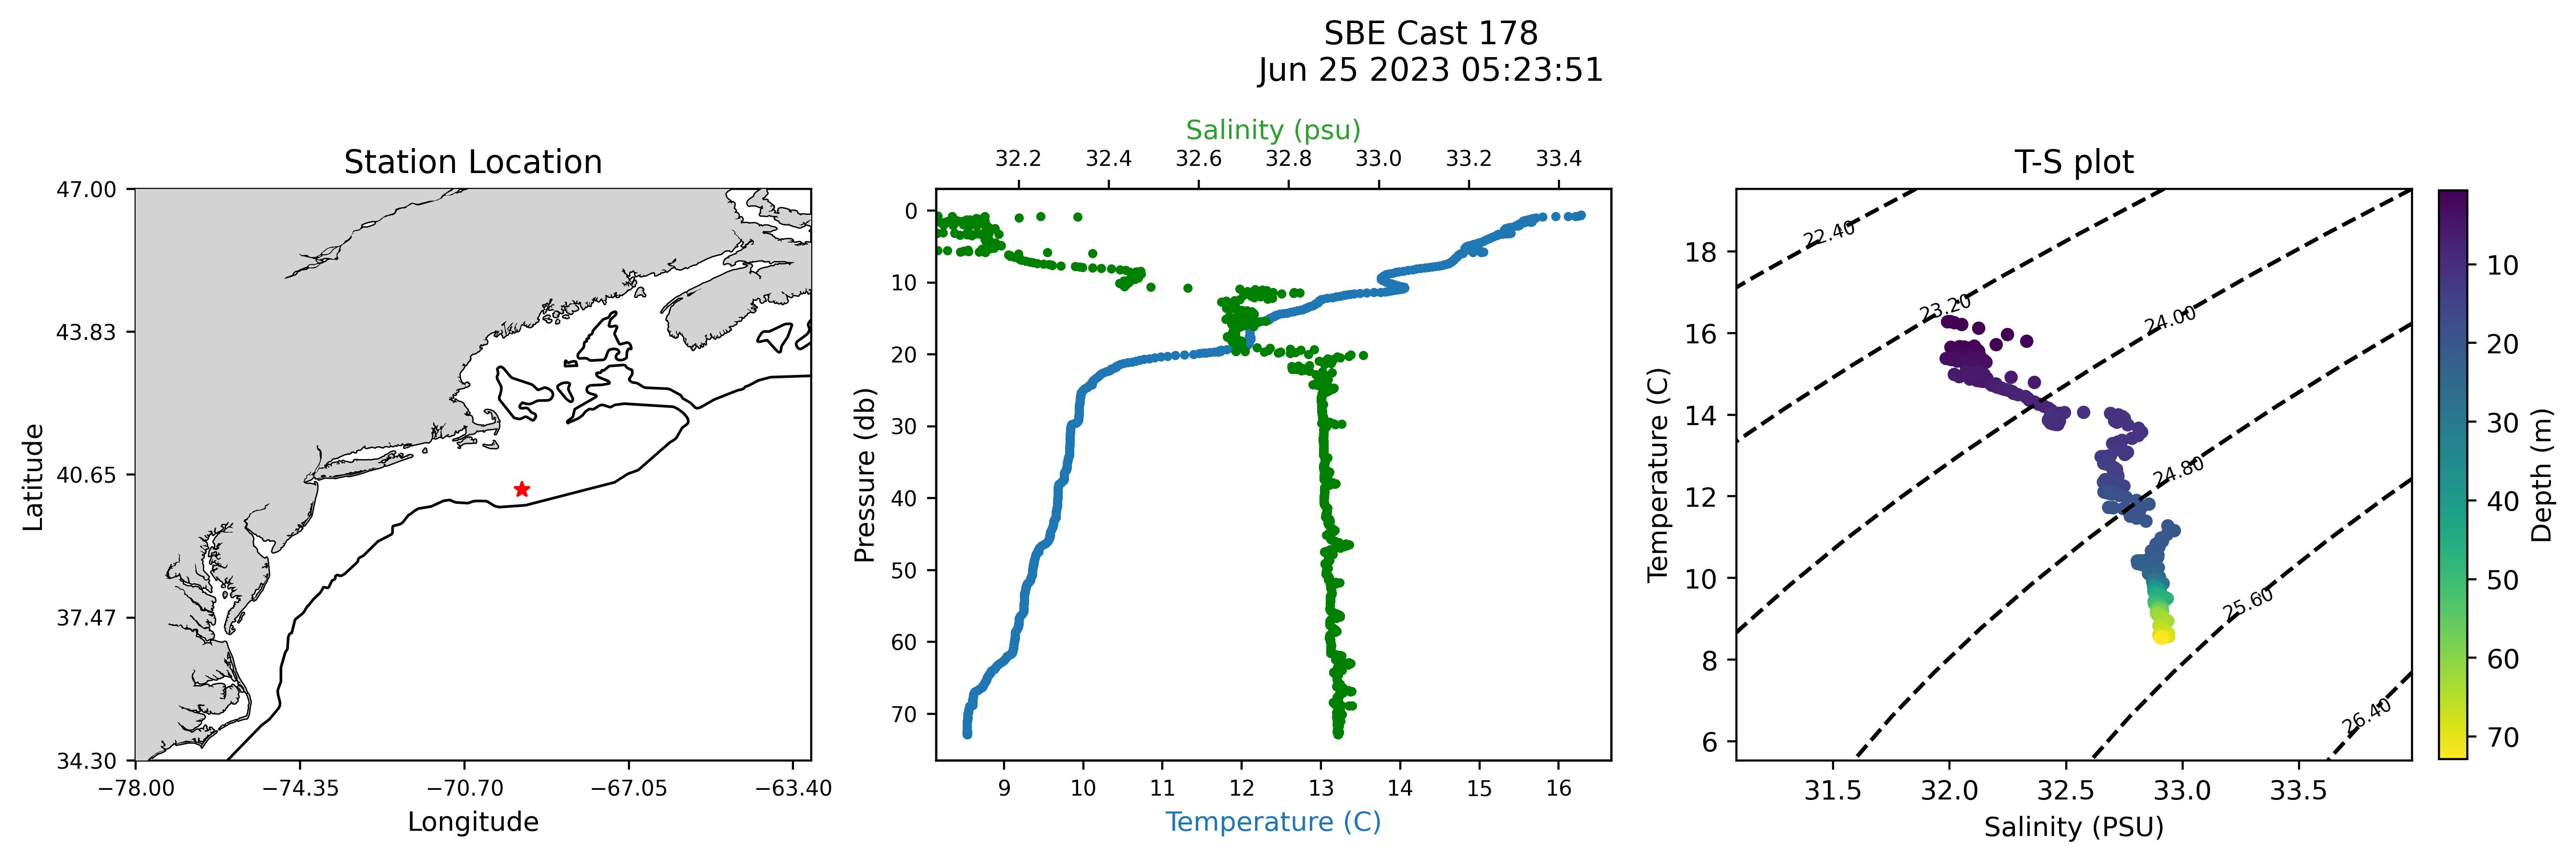 SBE Cast 178
Jun 25 2023 05:23:51
Station Location
47.00
43.83
40.65
37.47
34.30
Latitude
−78.00 −74.35 −70.70 −67.05 −63.40
Longitude
Salinity (psu)
32.2 32.4 32.6 32.8 33.0 33.2 33.4
0
10
20
30
40
50
60
70
Pressure (db)
9 10 11 12 13 14 15 16
Temperature (C)
T-S plot
18
16
14
12
10
8
6
Temperature (C)
22.40
23.20
24.00
24.80
25.60
26.40
31.5 32.0 32.5 33.0 33.5
Salinity (PSU)
10
20
30
40
50
60
70
Depth (m)